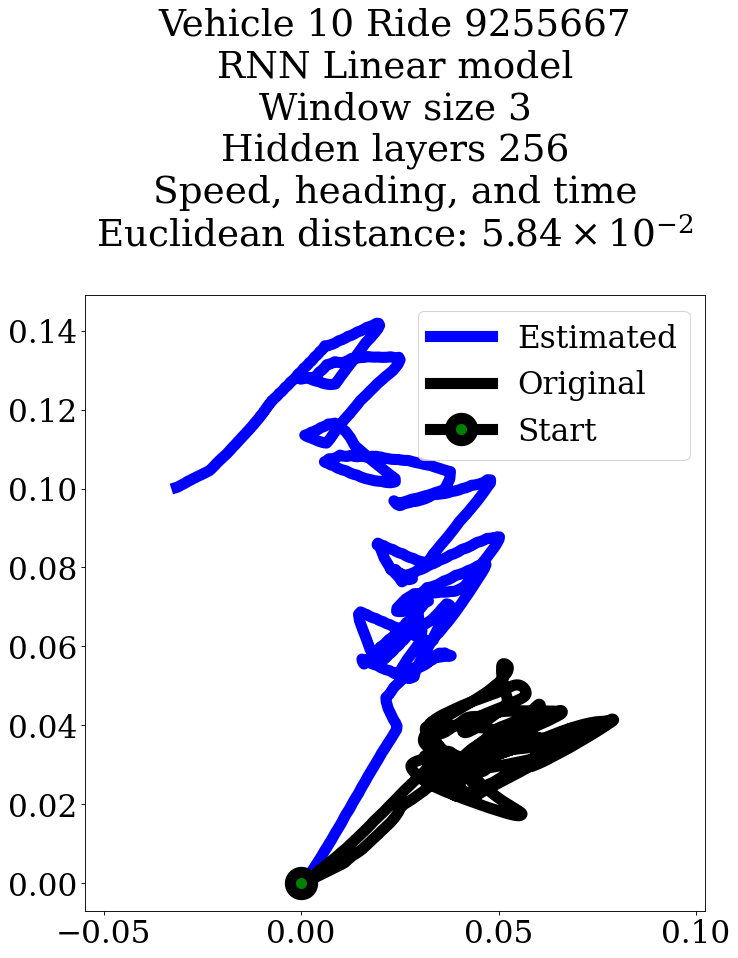 Vehicle 10 Ride 9255667
RNN Linear model
Window size 3
Hidden layers 256
Speed, heading, and time
Euclidean distance: 5.84 × 10⁻²
Estimated
Original
Start
0.14
0.12
0.10
0.08
0.06
0.04
0.02
0.00
−0.05 0.00 0.05 0.10